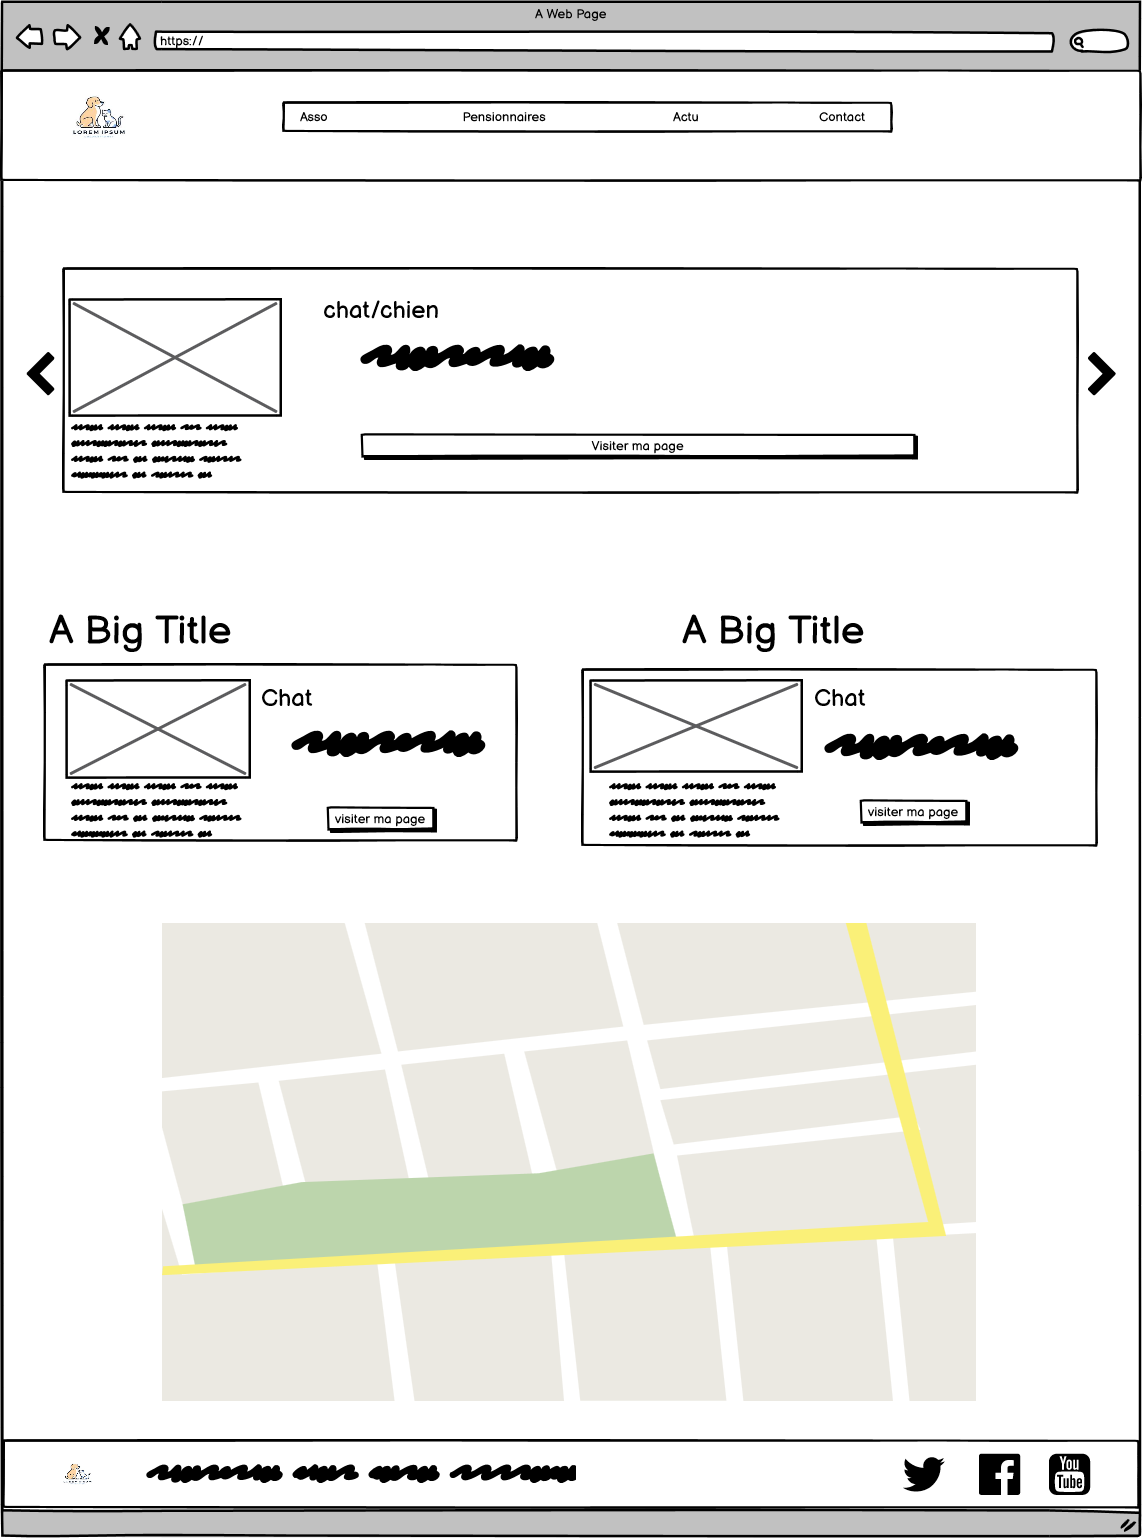 A Web Page
https://
LOREM IPSUM
Asso Pensionnaires Actu Contact
chat/chien
Visiter ma page
A Big Title A Big Title
Chat Chat
visiter ma page visiter ma page
You
Tube